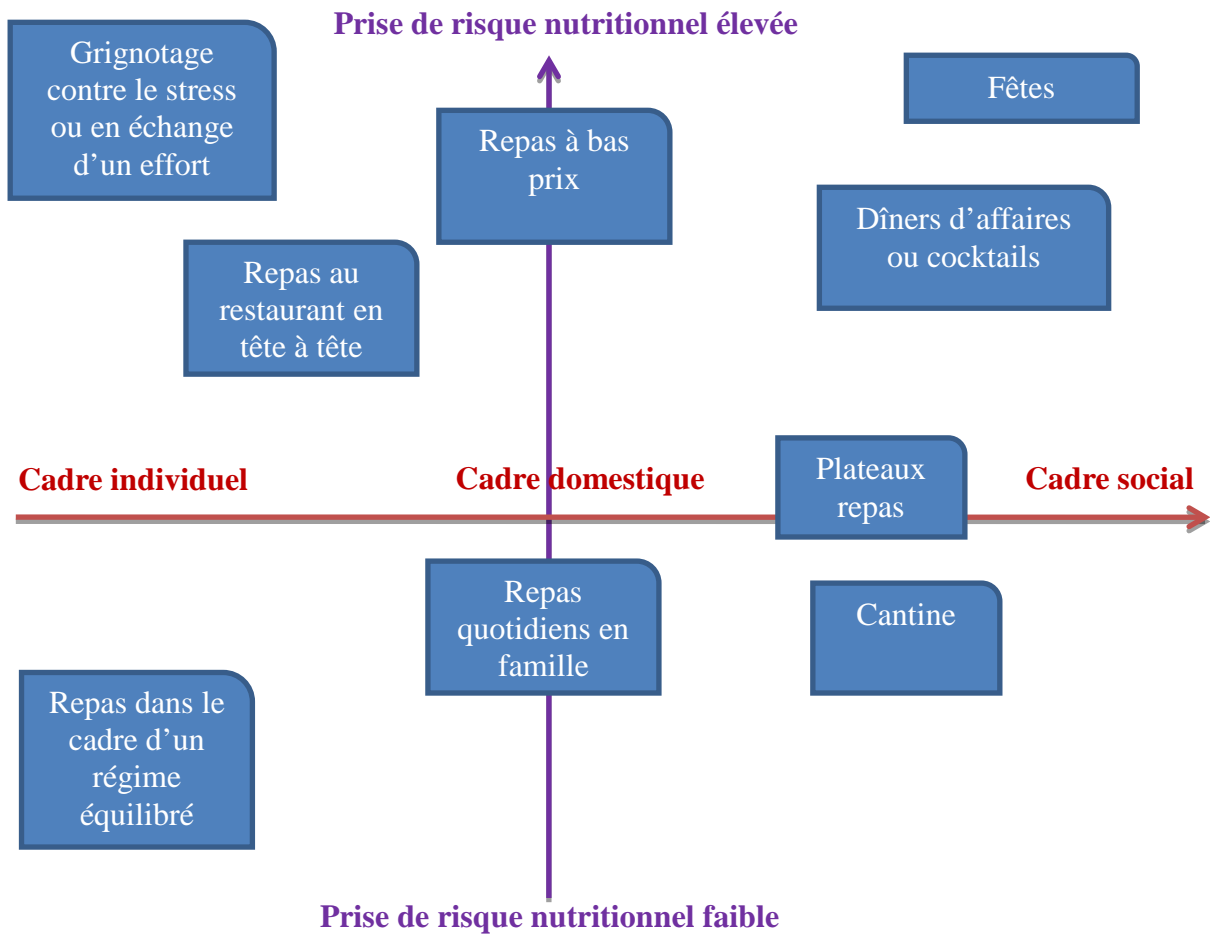 Prise de risque nutritionnel élevée
Grignotage
contre le stress
ou en échange
d’un effort
Fêtes
Repas à bas
prix
Dîners d’affaires
ou cocktails
Repas au
restaurant en
tête à tête
Cadre individuel
Cadre domestique
Plateaux
repas
Cadre social
Repas
quotidiens en
famille
Cantine
Repas dans le
cadre d’un
régime
équilibré
Prise de risque nutritionnel faible